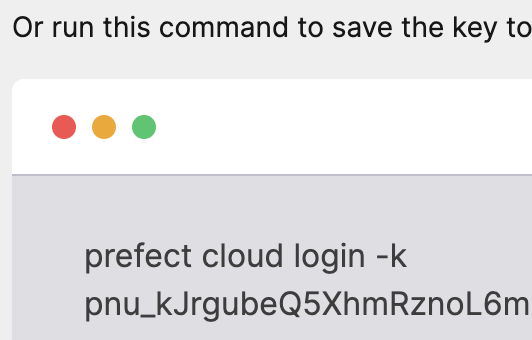 Or run this command to save the key to
prefect cloud login -k
pnu_kJrgubeQ5XhmRznoL6m